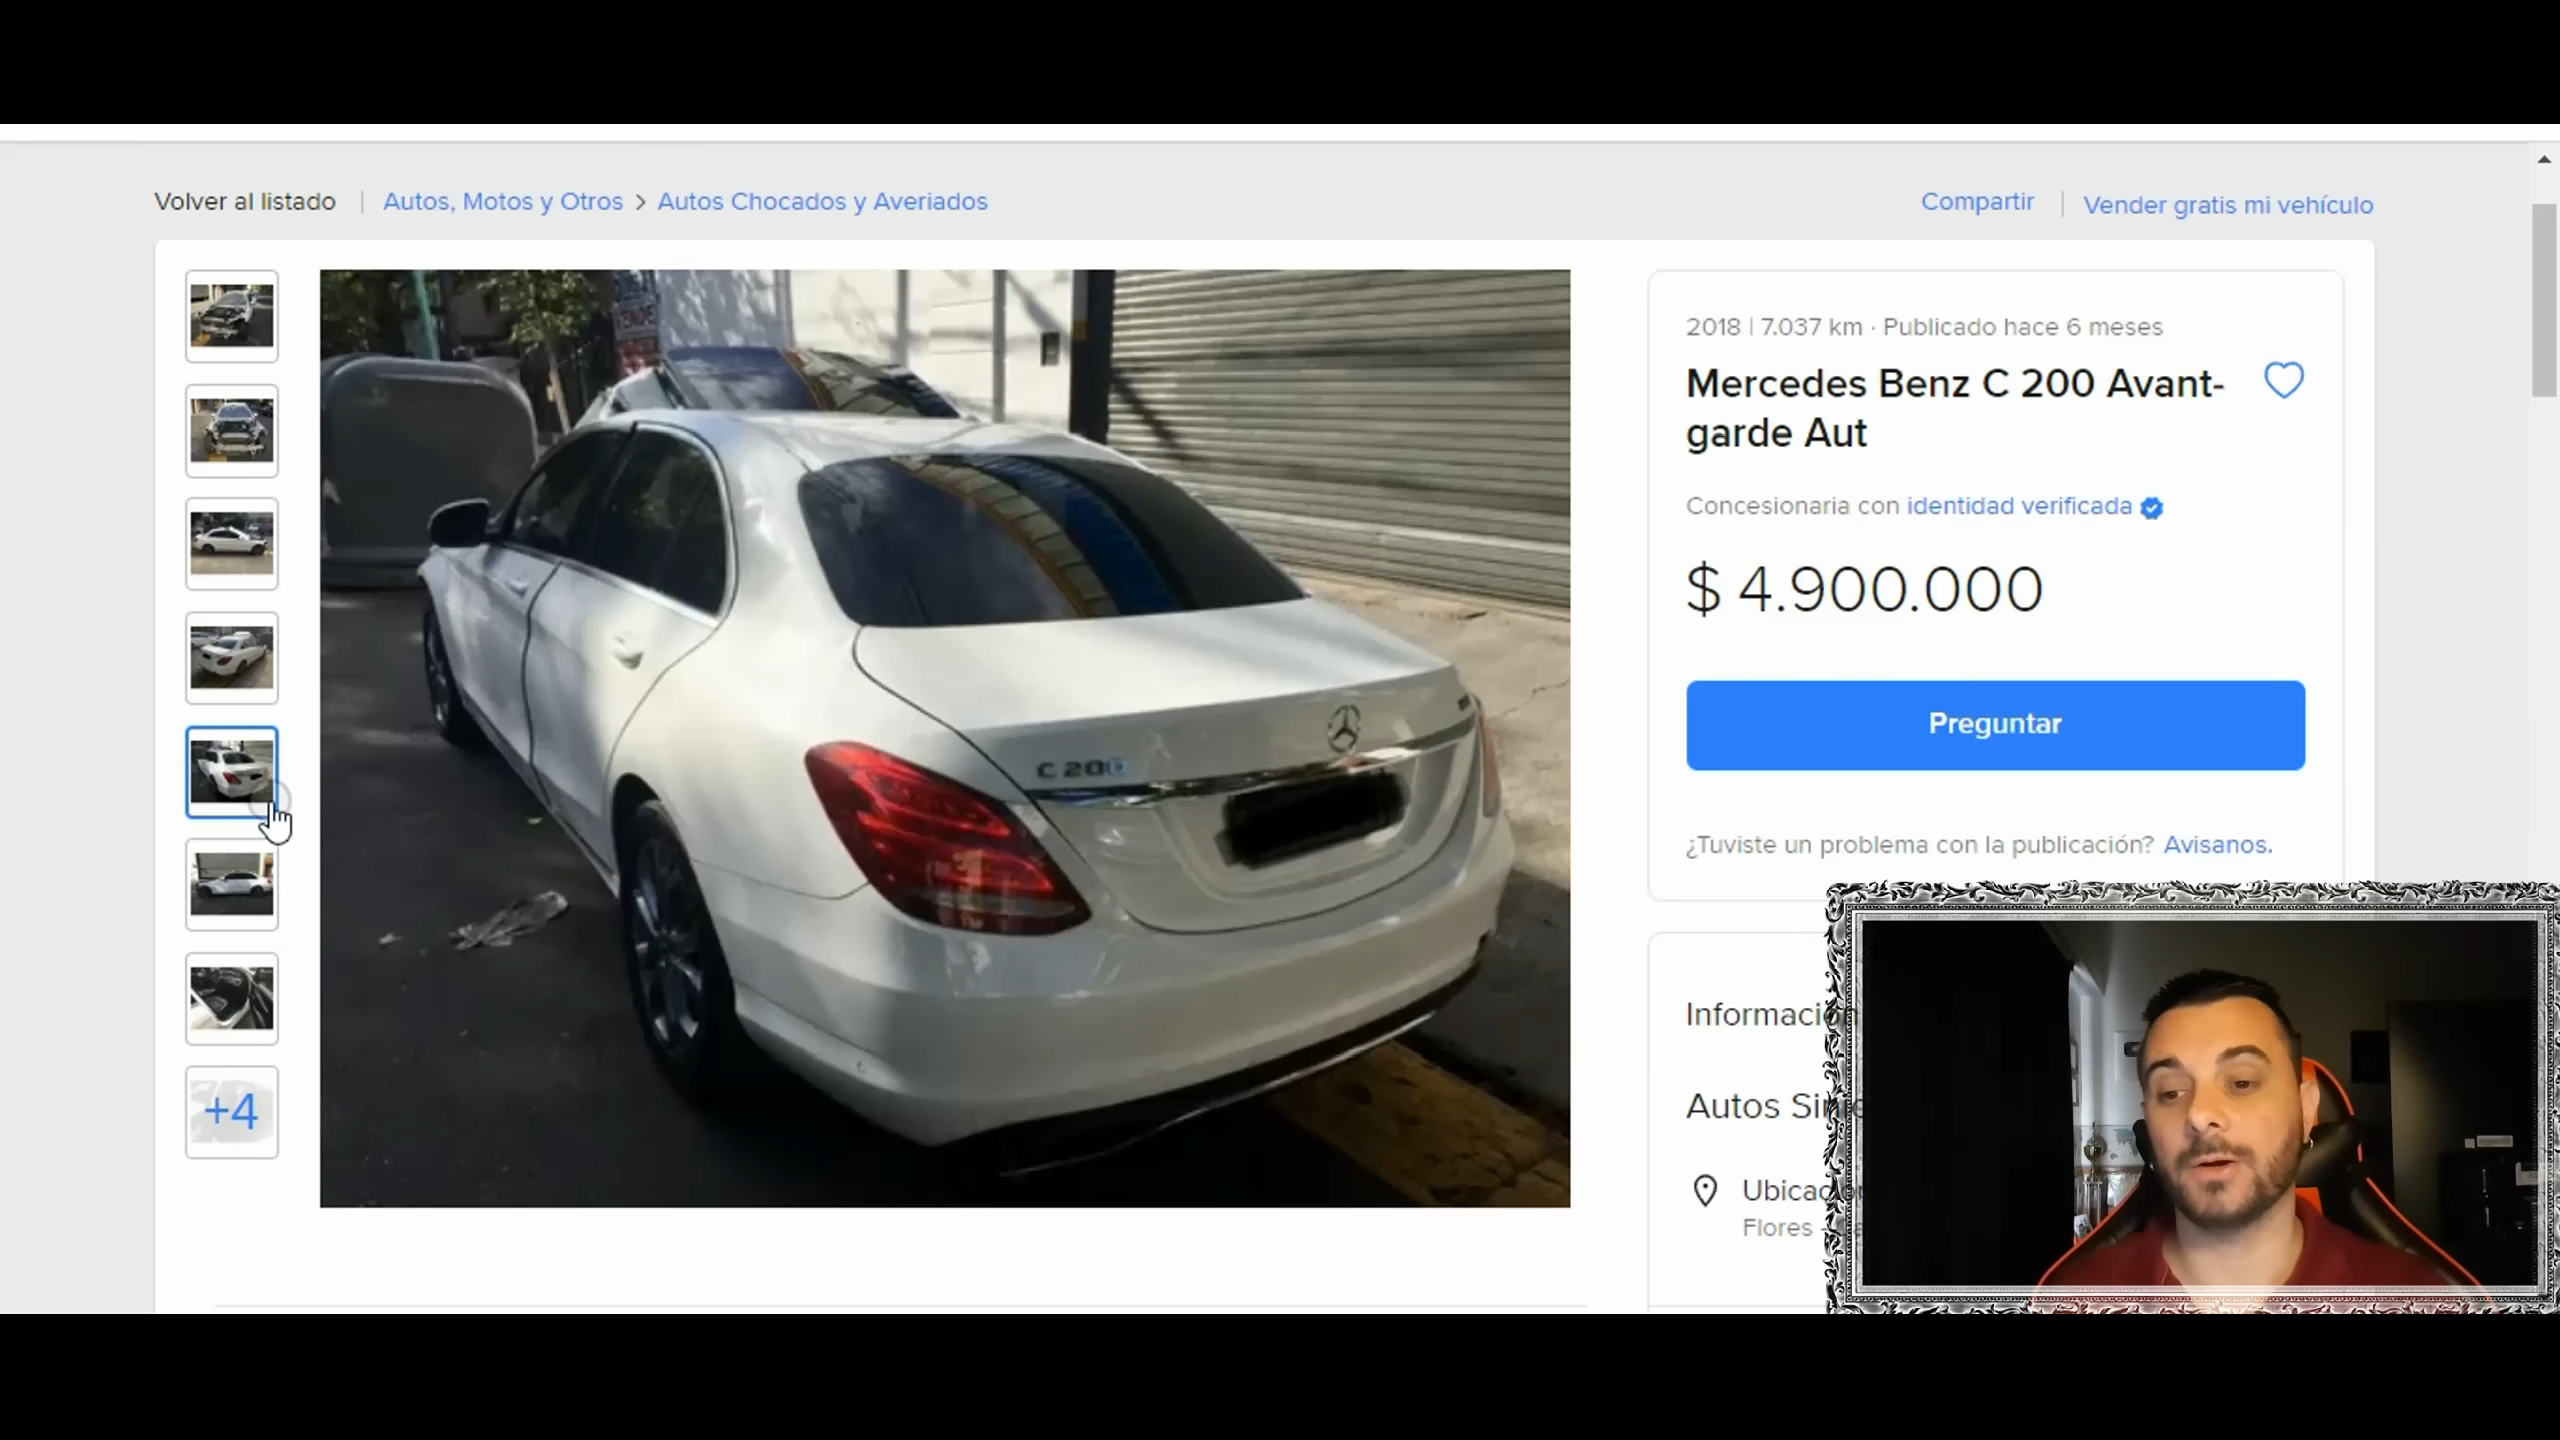 Volver al listado | Autos, Motos y Otros > Autos Chocados y Averiados
Compartir | Vender gratis mi vehículo
2018 | 7.037 km · Publicado hace 6 meses
Mercedes Benz C 200 Avant-
garde Aut
Concesionaria con identidad verificada
$ 4.900.000
Preguntar
¿Tuviste un problema con la publicación? Avisanos.
C 200
+4
Autos
Flores -